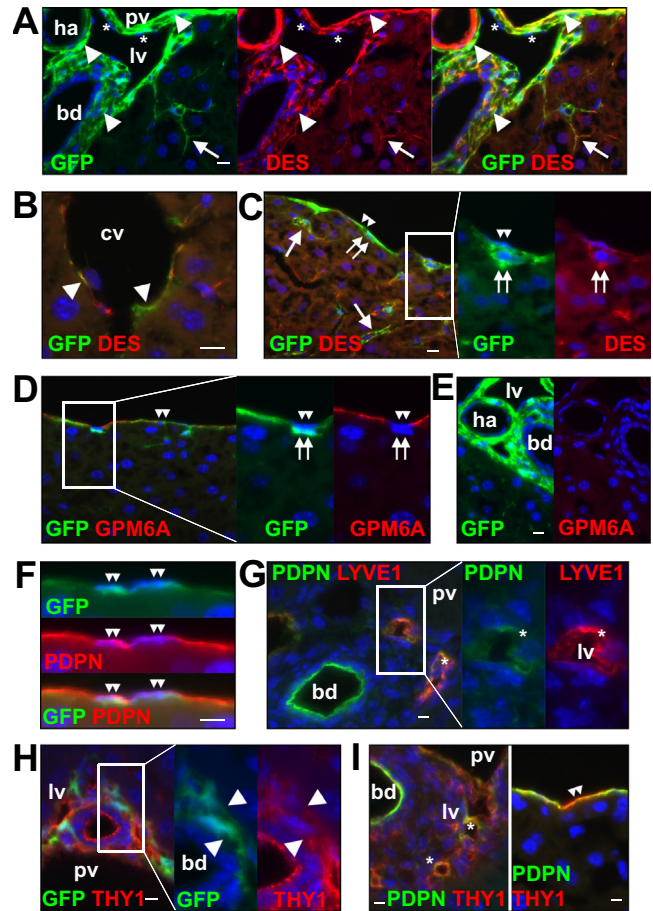 A
ha
pv
*
*
lv
bd
GFP
*
*
DES
*
*
GFP DES
B
cv
GFP DES
C
GFP DES
GFP
DES
D
GFP GPM6A
GFP
GPM6A
E
lv
ha
bd
GFP
GPM6A
F
GFP
PDPN
GFP PDPN
G
PDPN LYVE1
pv
*
bd
PDPN
*
LYVE1
*
lv
H
lv
pv
GFP THY1
bd
GFP
THY1
I
pv
bd
lv
*
*
PDPN THY1
PDPN
THY1